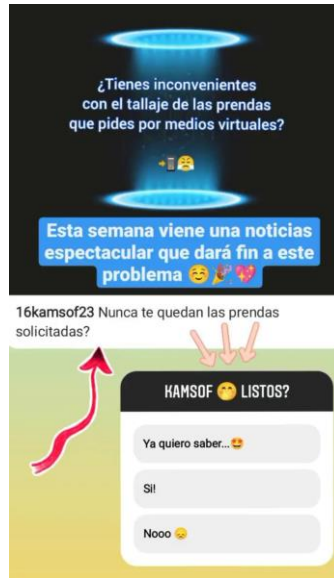 ¿Tienes inconvenientes
con el tallaje de las prendas
que pides por medios virtuales?
📲😤
Esta semana viene una noticias
espectacular que dará fin a este
problema ☺️🎉💖
16kamsof23 Nunca te quedan las prendas
solicitadas?
KAMSOF 🤭 LISTOS?
Ya quiero saber...🤩
Si!
Nooo 😞